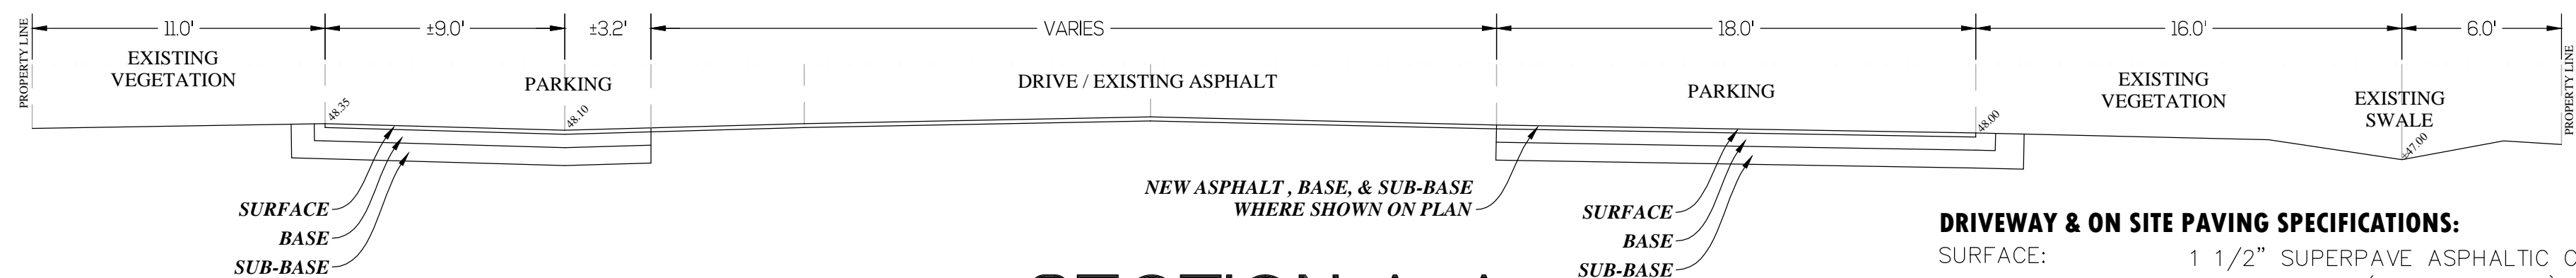 PROPERTY LINE
11.0'
±9.0'
±3.2'
VARIES
18.0'
16.0'
6.0'
PROPERTY LINE
EXISTING
VEGETATION
PARKING
DRIVE / EXISTING ASPHALT
PARKING
EXISTING
VEGETATION
EXISTING
SWALE
48.35
48.10
48.00
±47.00
SURFACE
BASE
SUB-BASE
NEW ASPHALT , BASE, & SUB-BASE
WHERE SHOWN ON PLAN
SURFACE
BASE
SUB-BASE
DRIVEWAY & ON SITE PAVING SPECIFICATIONS:
SURFACE: 1 1/2" SUPERPAVE ASPHALTIC